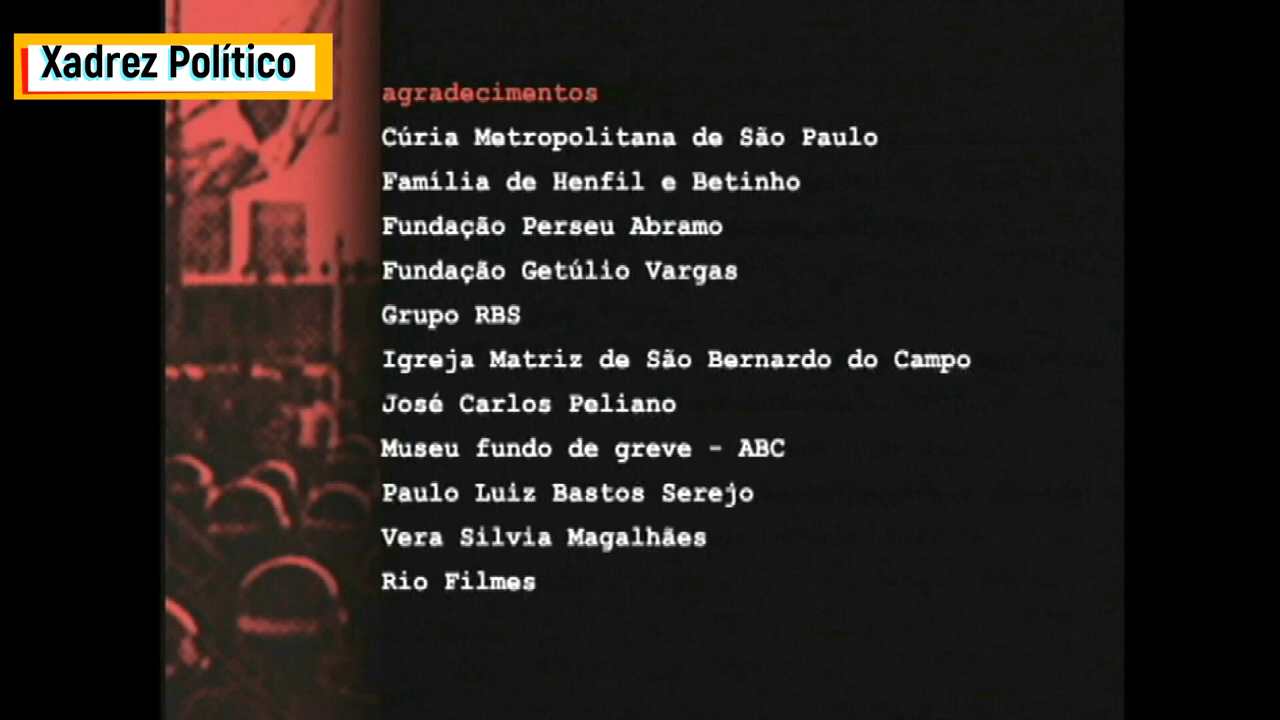 Xadrez Político
agradecimentos
Cúria Metropolitana de São Paulo
Família de Henfil e Betinho
Fundação Perseu Abramo
Fundação Getúlio Vargas
Grupo RBS
Igreja Matriz de São Bernardo do Campo
José Carlos Peliano
Museu fundo de greve - ABC
Paulo Luiz Bastos Serejo
Vera Silvia Magalhães
Rio Filmes